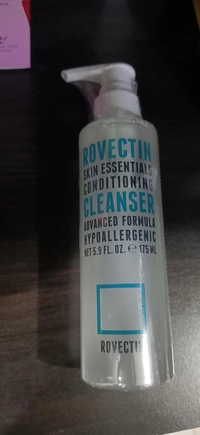 ROVECTIN
SKIN ESSENTIALS
CONDITIONING
CLEANSER
ADVANCED FORMULA
HYPOALLERGENIC
NET 5.9 FL. OZ. ℮ 175 ML
ROVECTIN